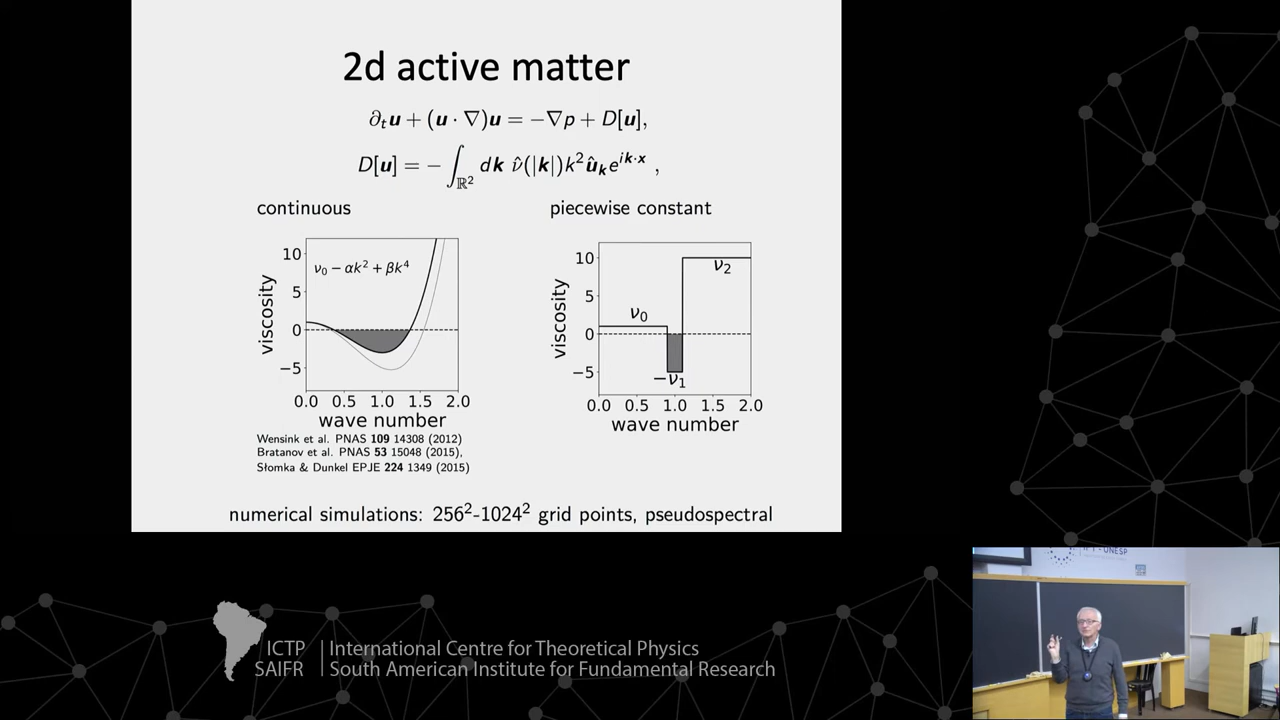 2d active matter
∂ₜu + (u · ∇)u = −∇p + D[u],
D[u] = − ∫_ℝ² dk ν̂(|k|)k²û_k e^{ik·x} ,
continuous
piecewise constant
10
5
0
−5
viscosity
ν₀ − αk² + βk⁴
0.0 0.5 1.0 1.5 2.0
wave number
10
5
0
−5
viscosity
ν₀
ν₂
−ν₁
0.0 0.5 1.0 1.5 2.0
wave number
Wensink et al. PNAS 109 14308 (2012)
Bratanov et al. PNAS 53 15048 (2015),
Słomka & Dunkel EPJE 224 1349 (2015)
numerical simulations: 256²-1024² grid points, pseudospectral
IFT - UNESP
ICTP
SAIFR
International Centre for Theoretical Physics
South American Institute for Fundamental Research